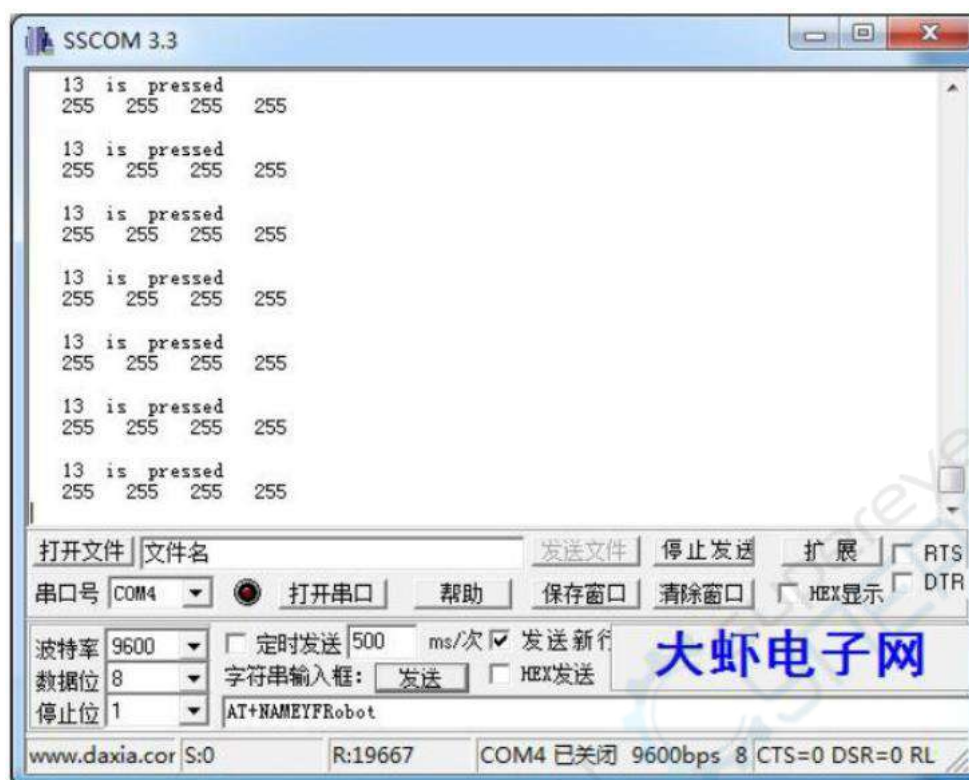 SSCOM 3.3
13 is pressed
255 255 255 255
13 is pressed
255 255 255 255
13 is pressed
255 255 255 255
13 is pressed
255 255 255 255
13 is pressed
255 255 255 255
13 is pressed
255 255 255 255
13 is pressed
255 255 255 255
打开文件 文件名 发送文件 停止发送 扩展 RTS
串口号 COM4 打开串口 帮助 保存窗口 清除窗口 HEX显示 DTR
波特率 9600 定时发送 500 ms/次 发送新行 大虾电子网
数据位 8 字符串输入框: 发送 HEX发送
停止位 1 AT+NAMEYFRobot
www.daxia.cor S:0 R:19667 COM4 已关闭 9600bps 8 CTS=0 DSR=0 RL